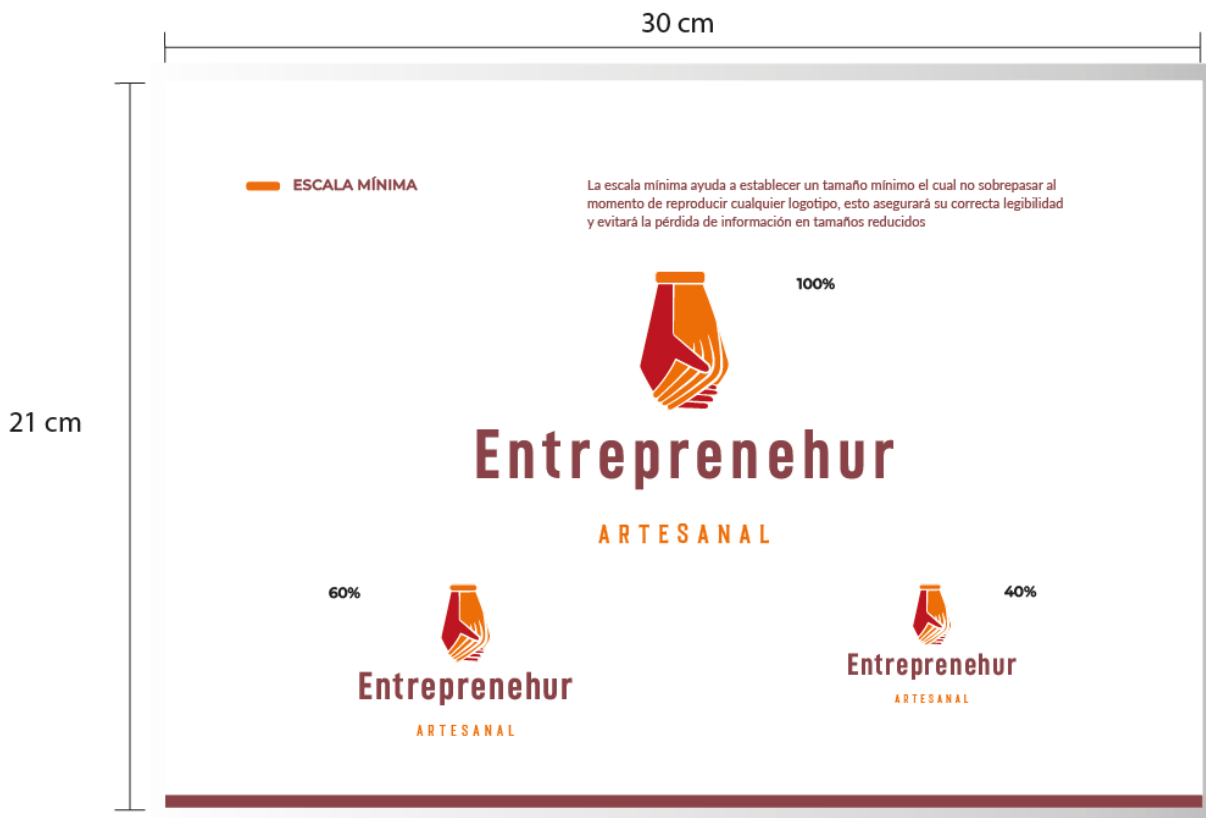 30 cm
21 cm
ESCALA MÍNIMA
La escala mínima ayuda a establecer un tamaño mínimo el cual no sobrepasar al
momento de reproducir cualquier logotipo, esto asegurará su correcta legibilidad
y evitará la pérdida de información en tamaños reducidos
100%
Entreprenehur
ARTESANAL
60%
Entreprenehur
ARTESANAL
40%
Entreprenehur
ARTESANAL